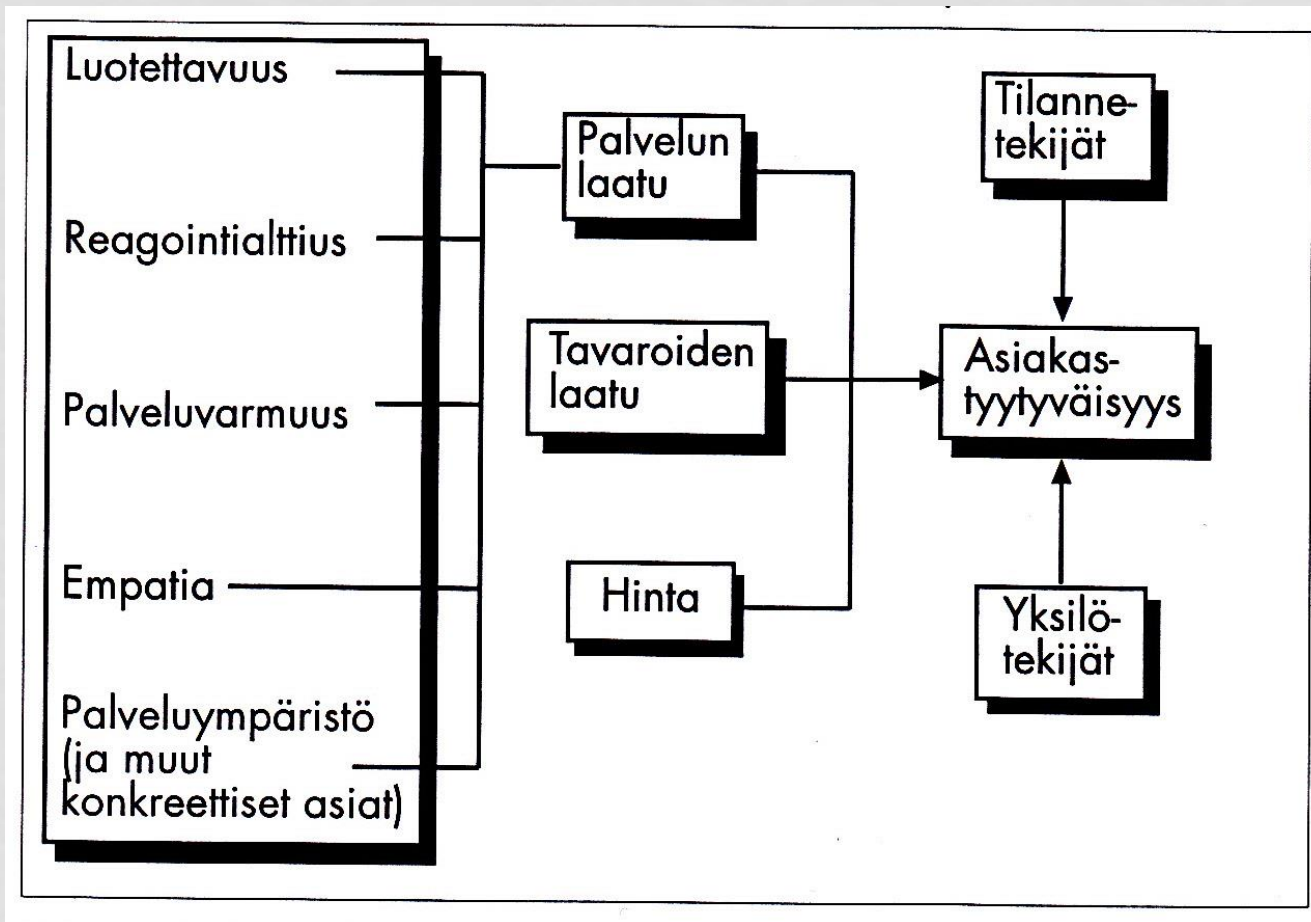 Luotettavuus
Reagointialttius
Palveluvarmuus
Empatia
Palveluympäristö
(ja muut
konkreettiset asiat)
Palvelun
laatu
Tavaroiden
laatu
Hinta
Tilanne-
tekijät
Asiakas-
tyytyväisyys
Yksilö-
tekijät